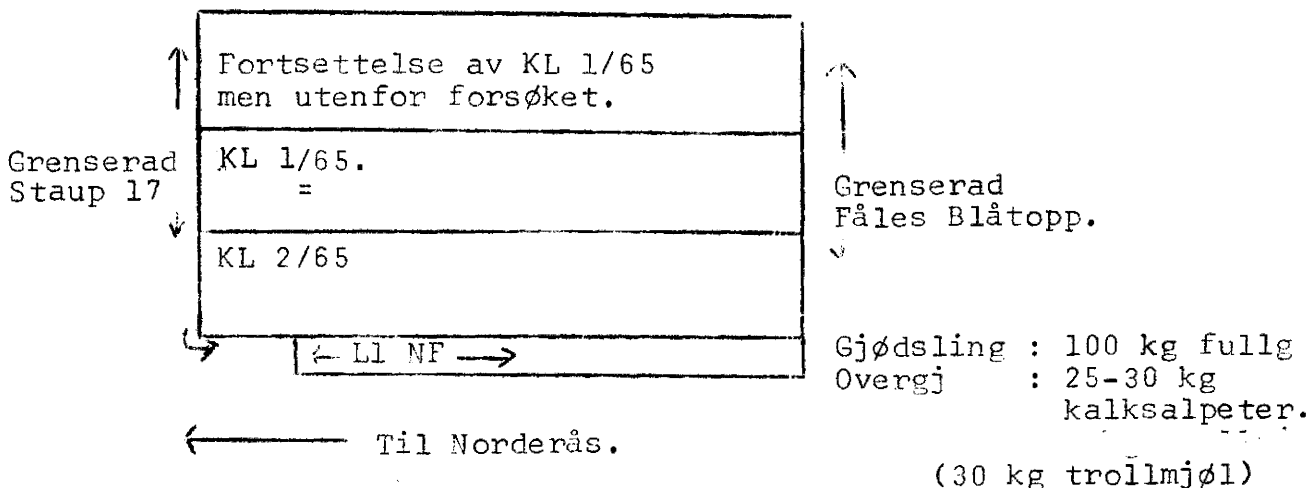 Fortsettelse av KL 1/65
men utenfor forsøket.
Grenserad
Staup 17
KL 1/65.
=
Grenserad
Fåles Blåtopp.
KL 2/65
Ll NF
Gjødsling : 100 kg fullg
Overgj : 25-30 kg
kalksalpeter.
Til Norderås.
(30 kg trollmjøl)